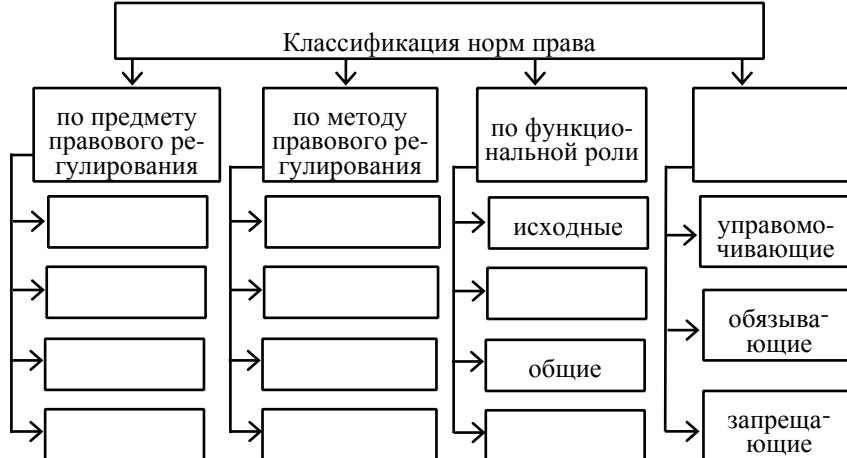 Классификация норм права
по предмету
правового ре-
гулирования
по методу
правового ре-
гулирования
по функцио-
нальной роли
исходные
общие
управомо-
чивающие
обязыва-
ющие
запреща-
ющие